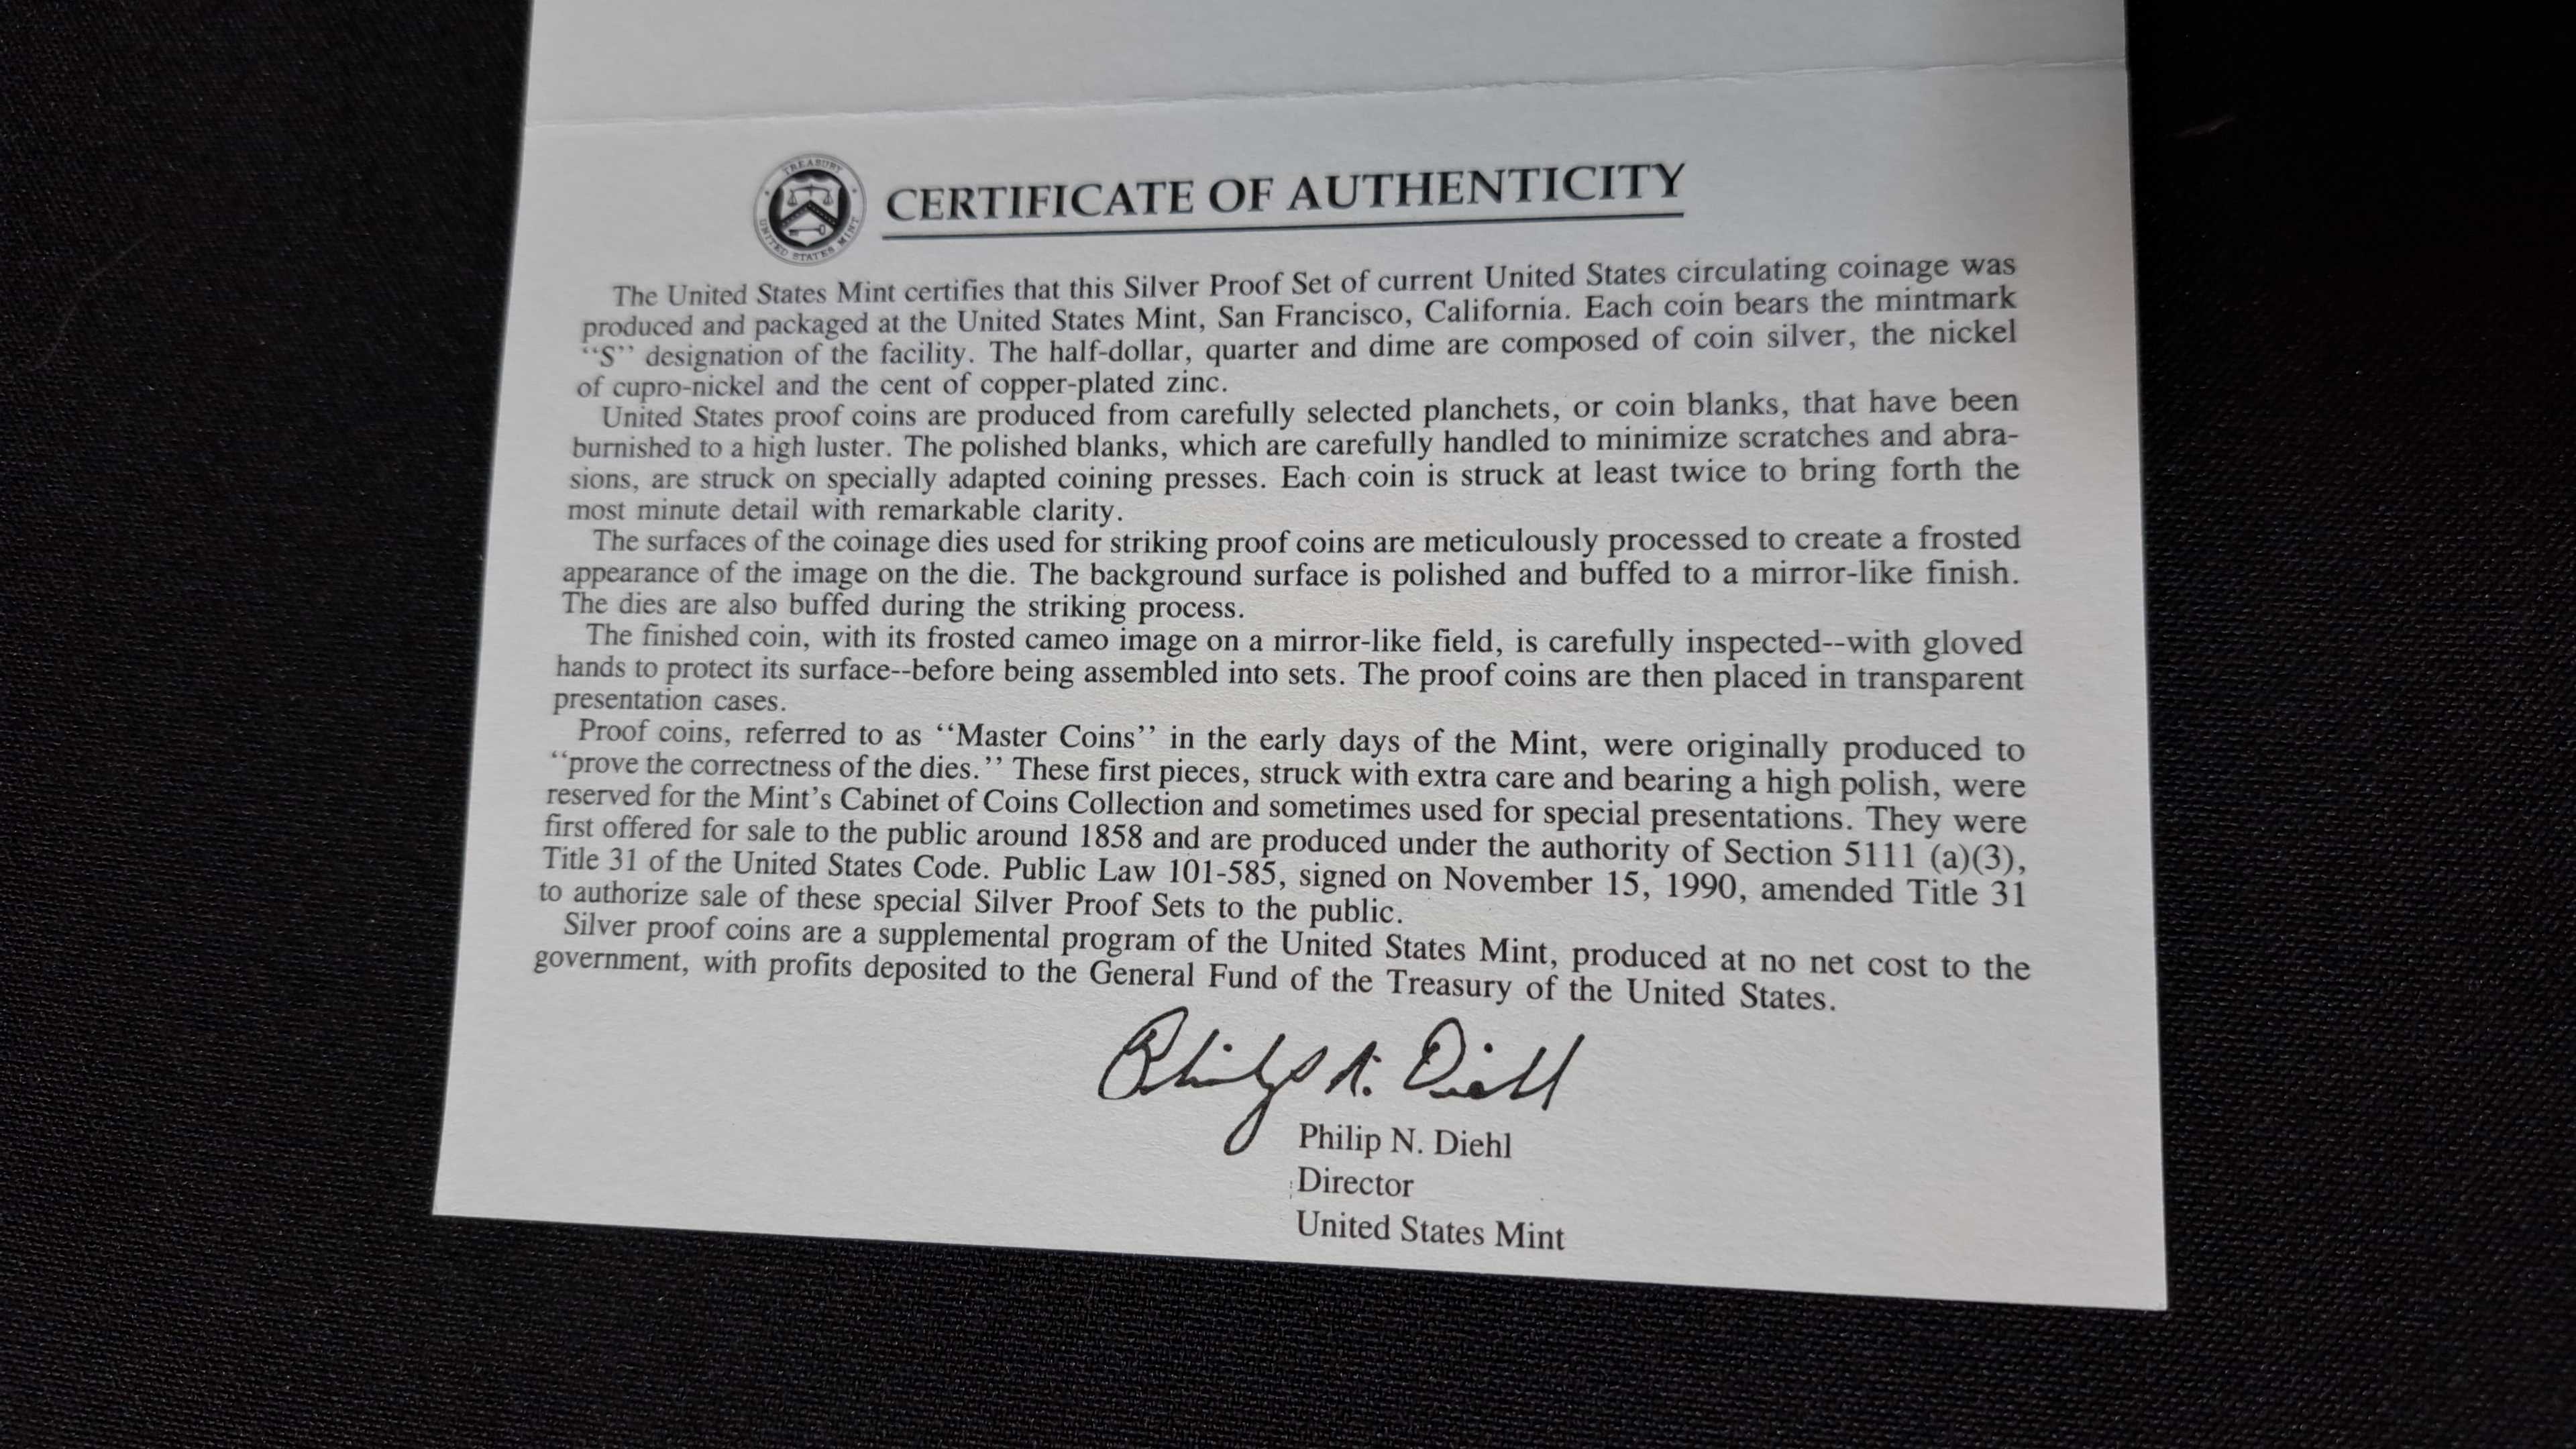 TREASURY
UNITED STATES MINT
CERTIFICATE OF AUTHENTICITY
The United States Mint certifies that this Silver Proof Set of current United States circulating coinage was
produced and packaged at the United States Mint, San Francisco, California. Each coin bears the mintmark
‘‘S’’ designation of the facility. The half-dollar, quarter and dime are composed of coin silver, the nickel
of cupro-nickel and the cent of copper-plated zinc.
United States proof coins are produced from carefully selected planchets, or coin blanks, that have been
burnished to a high luster. The polished blanks, which are carefully handled to minimize scratches and abra-
sions, are struck on specially adapted coining presses. Each coin is struck at least twice to bring forth the
most minute detail with remarkable clarity.
The surfaces of the coinage dies used for striking proof coins are meticulously processed to create a frosted
appearance of the image on the die. The background surface is polished and buffed to a mirror-like finish.
The dies are also buffed during the striking process.
The finished coin, with its frosted cameo image on a mirror-like field, is carefully inspected--with gloved
hands to protect its surface--before being assembled into sets. The proof coins are then placed in transparent
presentation cases.
Proof coins, referred to as ‘‘Master Coins’’ in the early days of the Mint, were originally produced to
‘‘prove the correctness of the dies.’’ These first pieces, struck with extra care and bearing a high polish, were
reserved for the Mint’s Cabinet of Coins Collection and sometimes used for special presentations. They were
first offered for sale to the public around 1858 and are produced under the authority of Section 5111 (a)(3),
Title 31 of the United States Code. Public Law 101-585, signed on November 15, 1990, amended Title 31
to authorize sale of these special Silver Proof Sets to the public.
Silver proof coins are a supplemental program of the United States Mint, produced at no net cost to the
government, with profits deposited to the General Fund of the Treasury of the United States.
Philip N. Diehl
Philip N. Diehl
Director
United States Mint